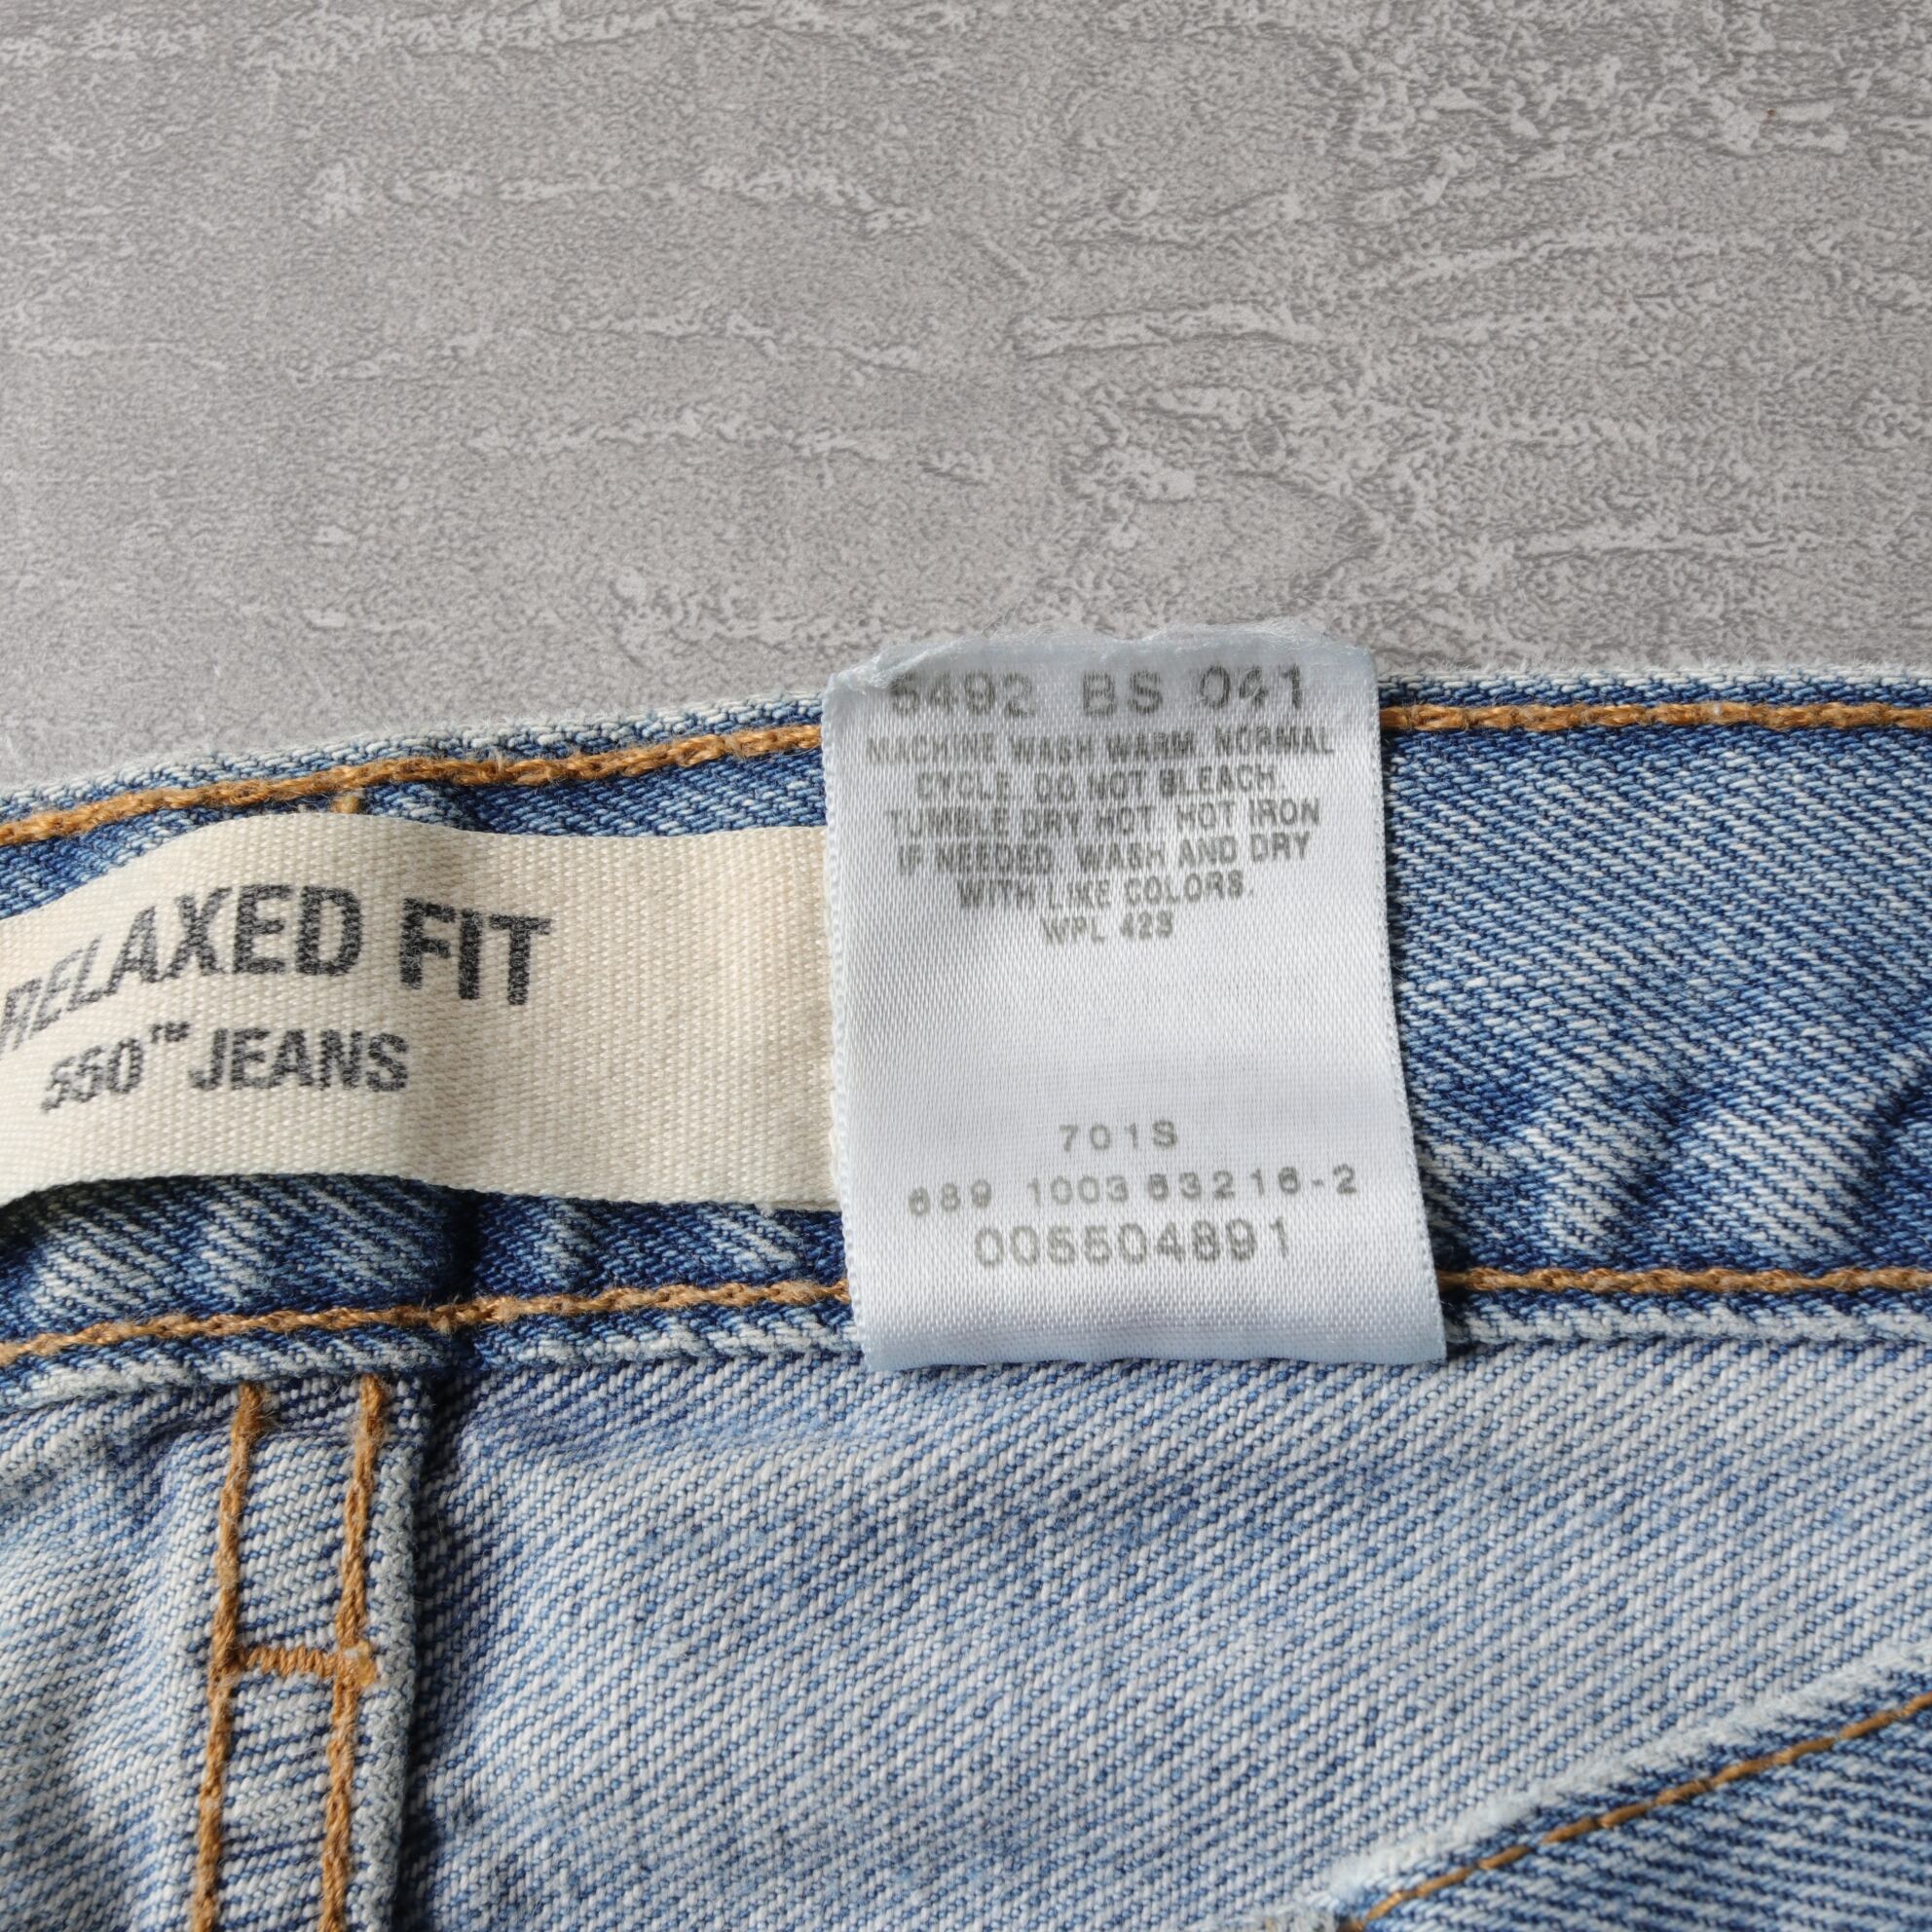 RELAXED FIT
550™ JEANS
5492 BS 041
MACHINE WASH WARM. NORMAL
CYCLE. DO NOT BLEACH.
TUMBLE DRY HOT. HOT IRON
IF NEEDED. WASH AND DRY
WITH LIKE COLORS.
WPL 423
701S
689 1003 63216-2
005504891